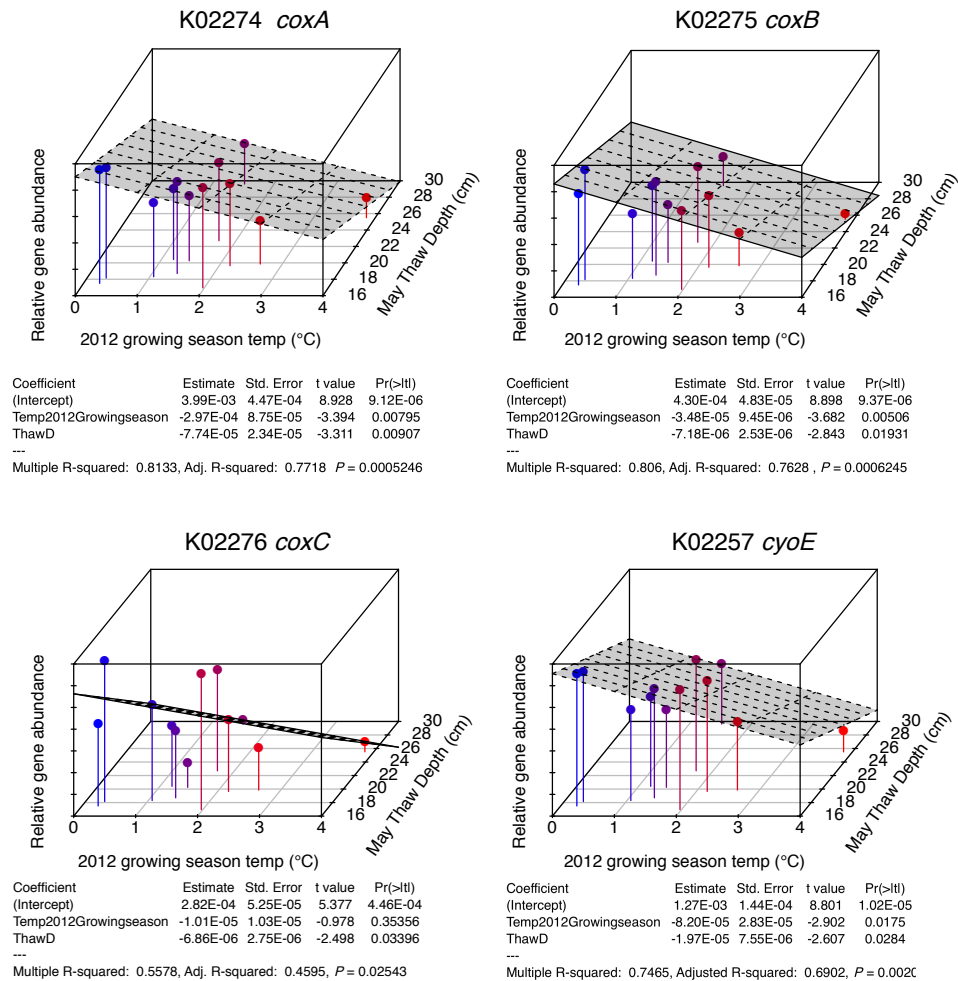 K02274 coxA
Relative gene abundance
0 1 2 3 4
2012 growing season temp (°C)
16 18 20 22 24 26 28 30
May Thaw Depth (cm)
Coefficient Estimate Std. Error t value Pr(>ltl)
(Intercept) 3.99E-03 4.47E-04 8.928 9.12E-06
Temp2012Growingseason -2.97E-04 8.75E-05 -3.394 0.00795
ThawD -7.74E-05 2.34E-05 -3.311 0.00907
---
Multiple R-squared: 0.8133, Adj. R-squared: 0.7718 P = 0.0005246
K02275 coxB
Relative gene abundance
0 1 2 3 4
2012 growing season temp (°C)
16 18 20 22 24 26 28 30
May Thaw Depth (cm)
Coefficient Estimate Std. Error t value Pr(>ltl)
(Intercept) 4.30E-04 4.83E-05 8.898 9.37E-06
Temp2012Growingseason -3.48E-05 9.45E-06 -3.682 0.00506
ThawD -7.18E-06 2.53E-06 -2.843 0.01931
---
Multiple R-squared: 0.806, Adj. R-squared: 0.7628 , P = 0.0006245
K02276 coxC
Relative gene abundance
0 1 2 3 4
2012 growing season temp (°C)
16 18 20 22 24 26 28 30
May Thaw Depth (cm)
Coefficient Estimate Std. Error t value Pr(>ltl)
(Intercept) 2.82E-04 5.25E-05 5.377 4.46E-04
Temp2012Growingseason -1.01E-05 1.03E-05 -0.978 0.35356
ThawD -6.86E-06 2.75E-06 -2.498 0.03396
---
Multiple R-squared: 0.5578, Adj. R-squared: 0.4595, P = 0.02543
K02257 cyoE
Relative gene abundance
0 1 2 3 4
2012 growing season temp (°C)
16 18 20 22 24 26 28 30
May Thaw Depth (cm)
Coefficient Estimate Std. Error t value Pr(>ltl)
(Intercept) 1.27E-03 1.44E-04 8.801 1.02E-05
Temp2012Growingseason -8.20E-05 2.83E-05 -2.902 0.0175
ThawD -1.97E-05 7.55E-06 -2.607 0.0284
---
Multiple R-squared: 0.7465, Adjusted R-squared: 0.6902, P =